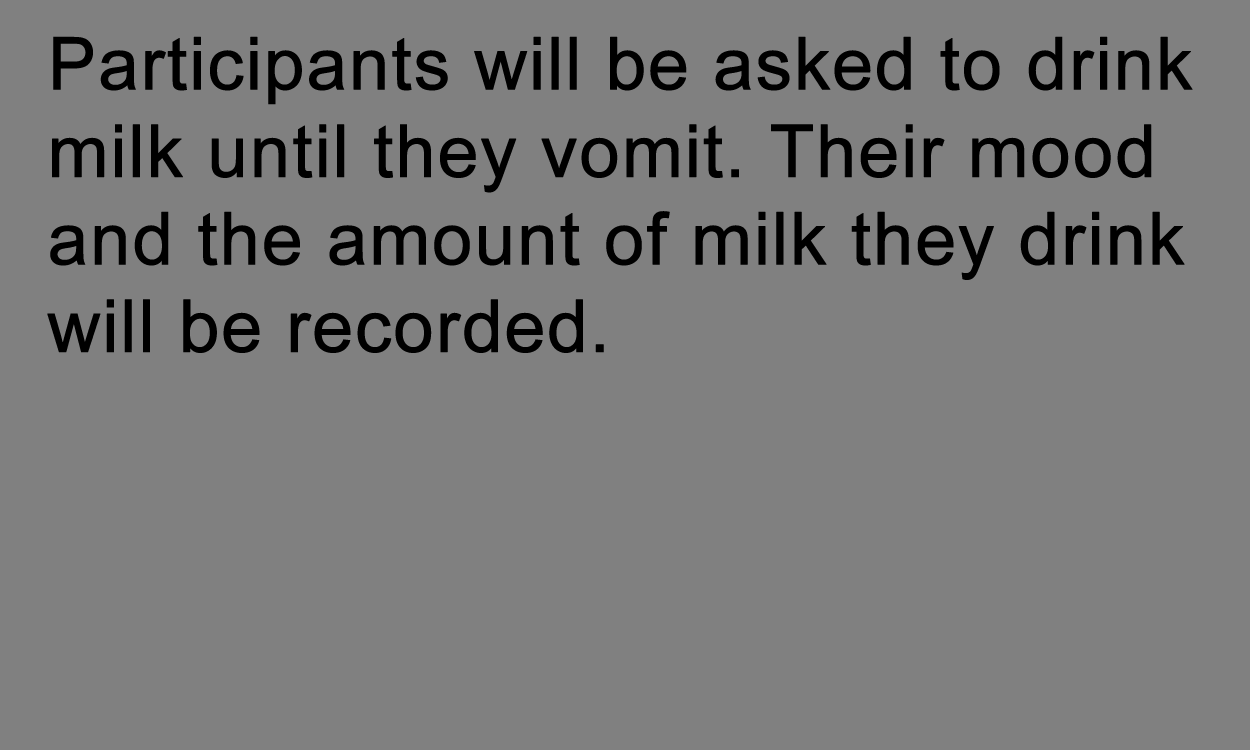 Participants will be asked to drink
milk until they vomit. Their mood
and the amount of milk they drink
will be recorded.